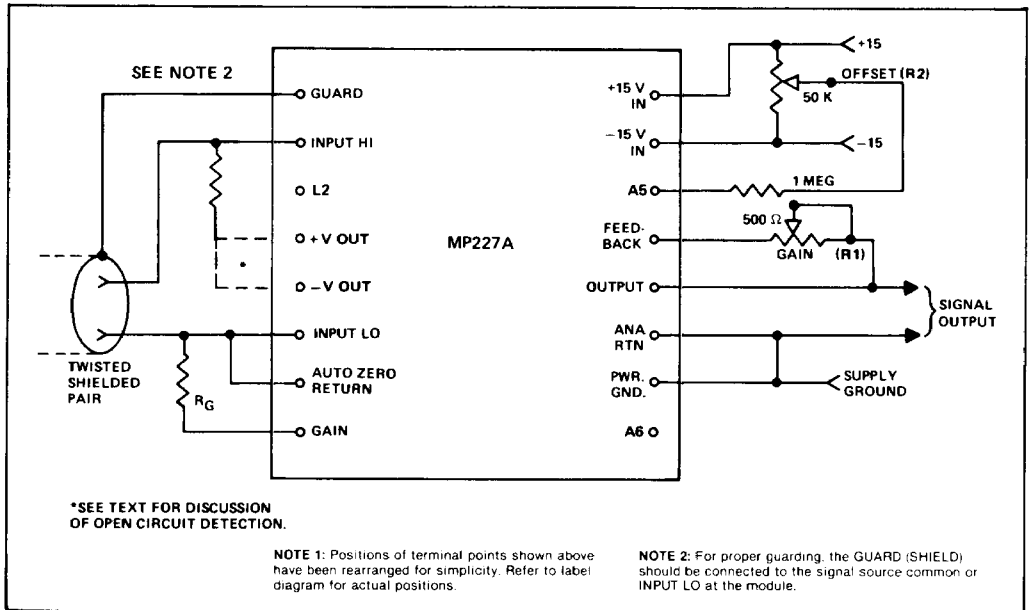 SEE NOTE 2
GUARD
INPUT HI
L2
+V OUT
*
−V OUT
INPUT LO
AUTO ZERO
RETURN
GAIN
TWISTED
SHIELDED
PAIR
RG
MP227A
+15 V
IN
−15 V
IN
A5
FEED-
BACK
OUTPUT
ANA
RTN
PWR.
GND.
A6
+15
OFFSET (R2)
50 K
−15
1 MEG
500 Ω
GAIN
(R1)
SIGNAL
OUTPUT
SUPPLY
GROUND
*SEE TEXT FOR DISCUSSION
OF OPEN CIRCUIT DETECTION.
NOTE 1: Positions of terminal points shown above
have been rearranged for simplicity. Refer to label
diagram for actual positions.
NOTE 2: For proper guarding, the GUARD (SHIELD)
should be connected to the signal source common or
INPUT LO at the module.